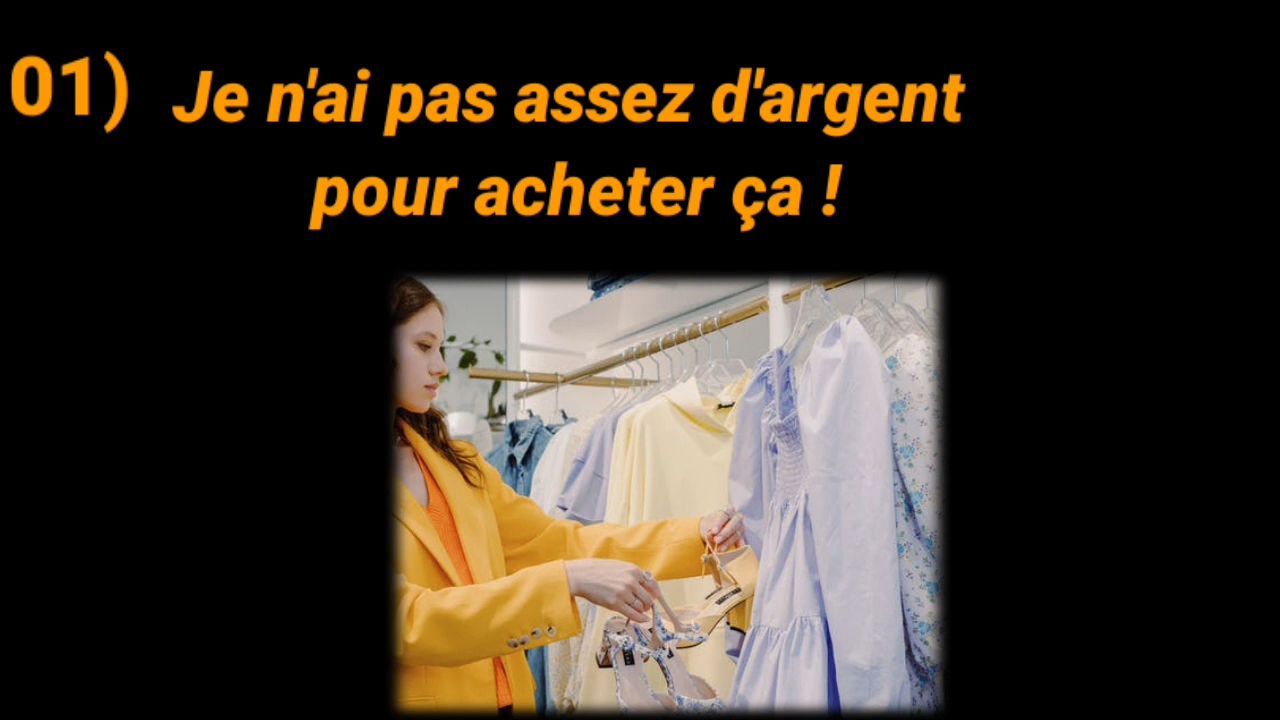 01) Je n'ai pas assez d'argent
pour acheter ça !